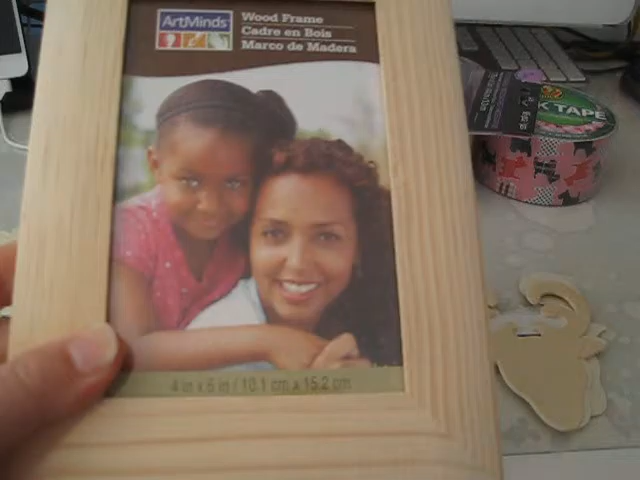 ArtMinds
Wood Frame
Cadre en Bois
Marco de Madera
4 in x 6 in / 10.1 cm x 15.2 cm
K TAPE